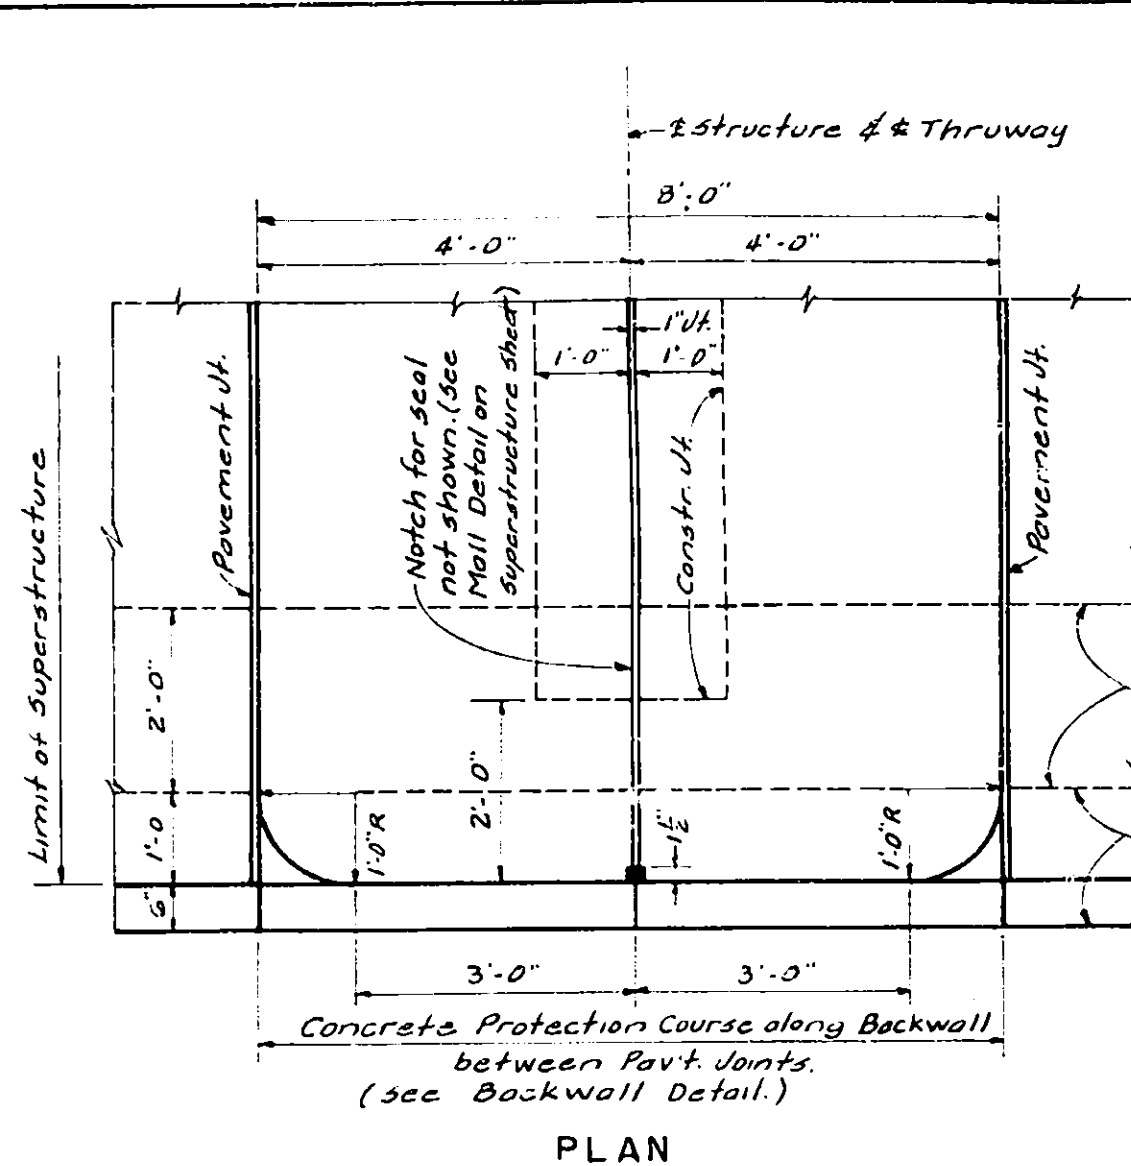 ℄ Structure & ℄ Thruway
8'-0"
4'-0"
4'-0"
1" Jt.
1'-0"
1'-0"
Notch for seal
not shown. (See
Mall Detail on
superstructure sheet)
Constr. Jt.
Pavement Jt.
Pavement Jt.
Limit of Superstructure
2'-0"
1'-0
6"
2'-0"
1'-0" R
1½"
1'-0" R
3'-0"
3'-0"
Concrete Protection Course along Backwall
between Pav't. Joints.
(See Backwall Detail.)
PLAN